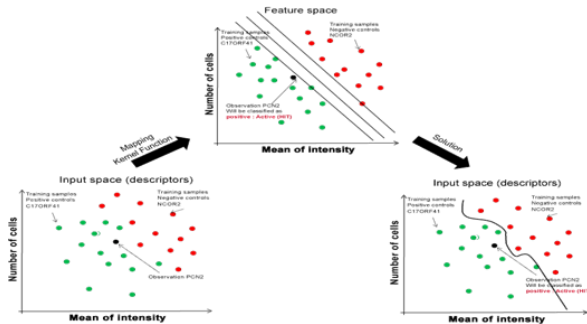 Feature space
Training samples
Positive controls
C17ORF41
Training samples
Negative controls
NCOR2
Number of cells
Observation PCN2
Will be classified as
positive : Active (HIT)
Mean of intensity
Mapping
Kernel Function
Solution
Input space (descriptors)
Training samples
Positive controls
C17ORF41
Training samples
Negative controls
NCOR2
Number of cells
Observation PCN2
Mean of intensity
Input space (descriptors)
Training samples
Positive controls
C17ORF41
Training samples
Negative controls
NCOR2
Number of cells
Observation PCN2
Will be classified as
positive : Active (HI
Mean of intensity